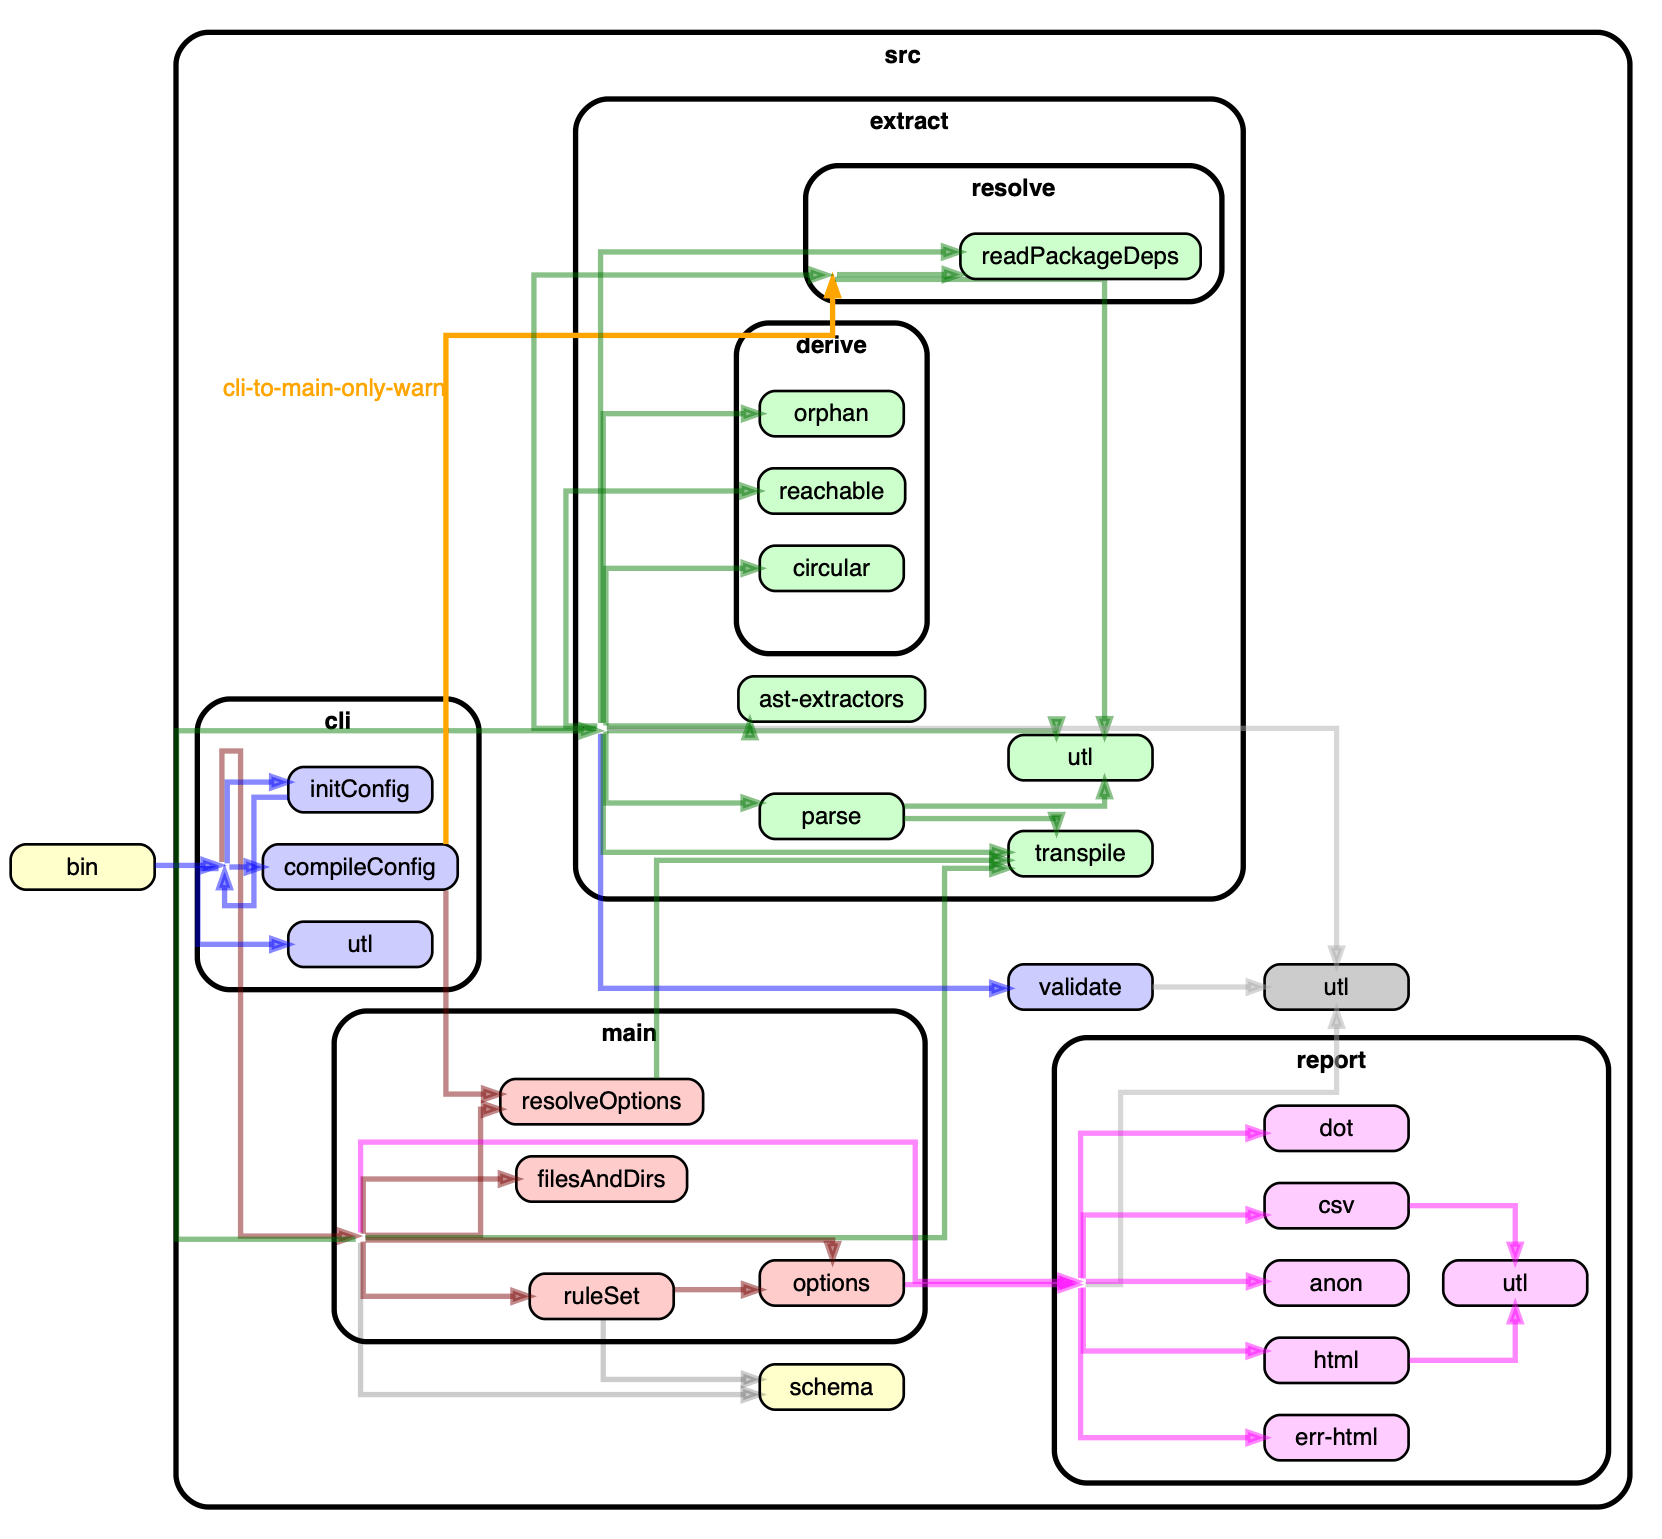 src
extract
resolve
readPackageDeps
derive
cli-to-main-only-warn
orphan
reachable
circular
ast-extractors
cli
utl
initConfig
parse
transpile
bin
compileConfig
utl
validate
utl
main
report
resolveOptions
dot
filesAndDirs
csv
options
anon
utl
ruleSet
html
schema
err-html